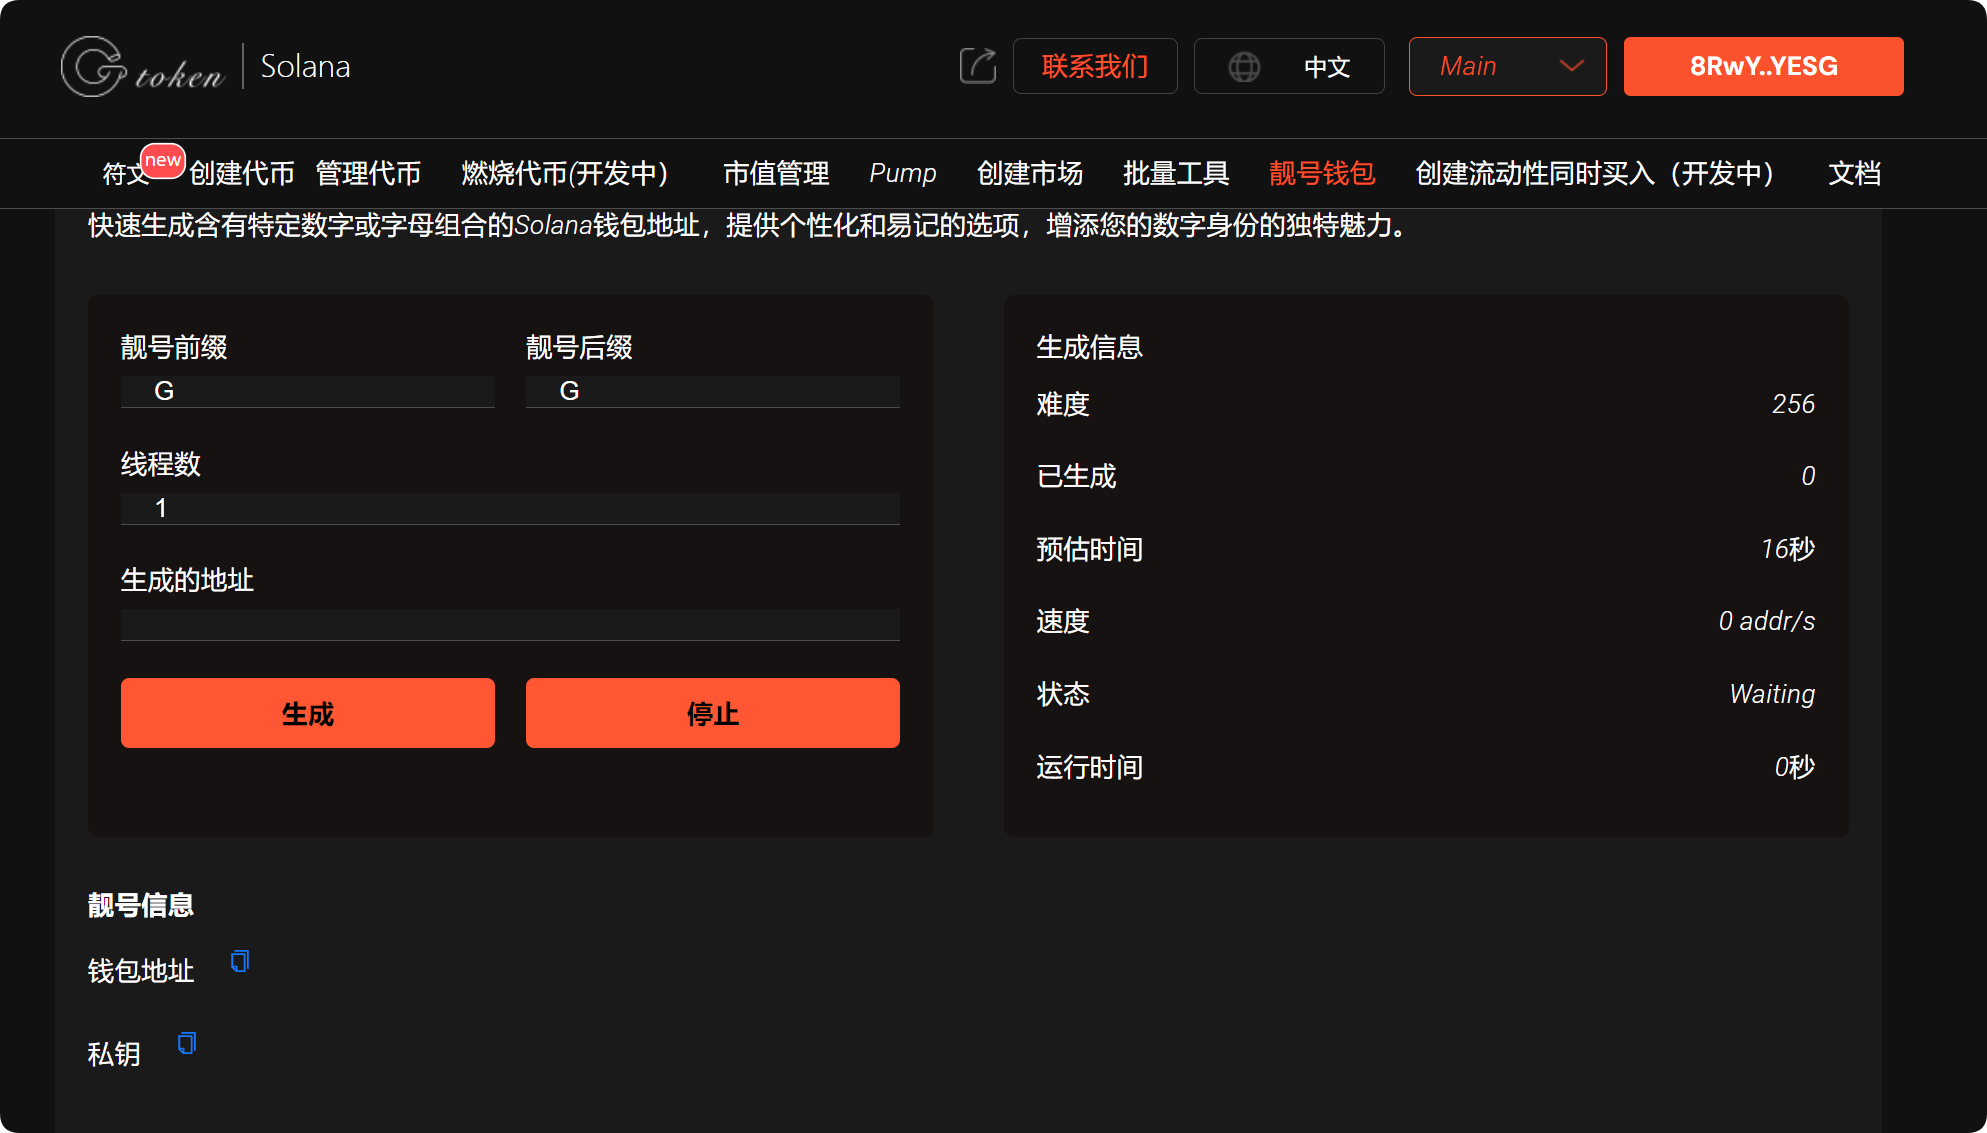 G token | Solana
联系我们
中文
Main
8RwY..YESG
符文 new 创建代币 管理代币 燃烧代币(开发中) 市值管理 Pump 创建市场 批量工具 靓号钱包 创建流动性同时买入（开发中） 文档
快速生成含有特定数字或字母组合的Solana钱包地址，提供个性化和易记的选项，增添您的数字身份的独特魅力。
靓号前缀 靓号后缀
G G
线程数
1
生成的地址
生成 停止
生成信息
难度 256
已生成 0
预估时间 16秒
速度 0 addr/s
状态 Waiting
运行时间 0秒
靓号信息
钱包地址
私钥